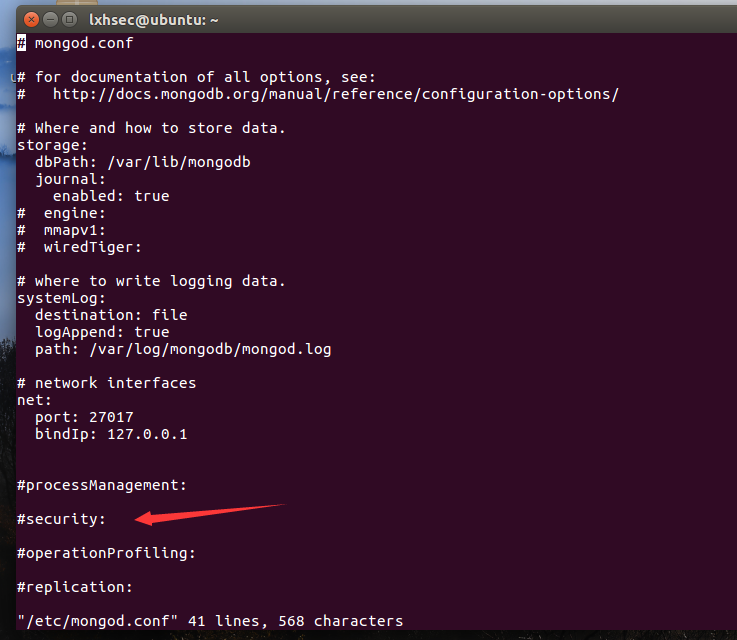 lxhsec@ubuntu: ~
# mongod.conf
# for documentation of all options, see:
#   http://docs.mongodb.org/manual/reference/configuration-options/
# Where and how to store data.
storage:
  dbPath: /var/lib/mongodb
  journal:
    enabled: true
#  engine:
#  mmapv1:
#  wiredTiger:
# where to write logging data.
systemLog:
  destination: file
  logAppend: true
  path: /var/log/mongodb/mongod.log
# network interfaces
net:
  port: 27017
  bindIp: 127.0.0.1
#processManagement:
#security:
#operationProfiling:
#replication:
"/etc/mongod.conf" 41 lines, 568 characters